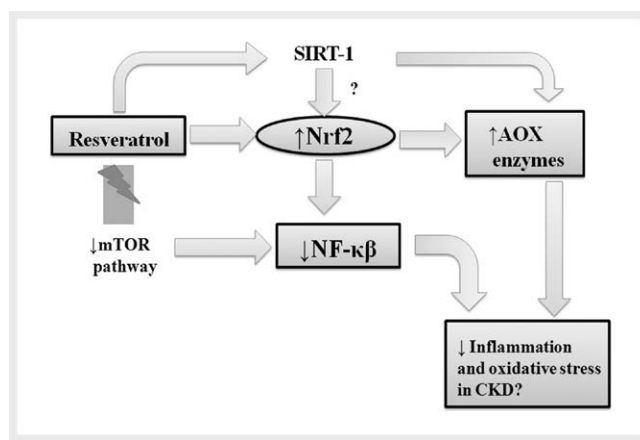 SIRT-1
?
Resveratrol
↑Nrf2
↑AOX
enzymes
↓mTOR
pathway
↓NF-κβ
↓ Inflammation
and oxidative stress
in CKD?